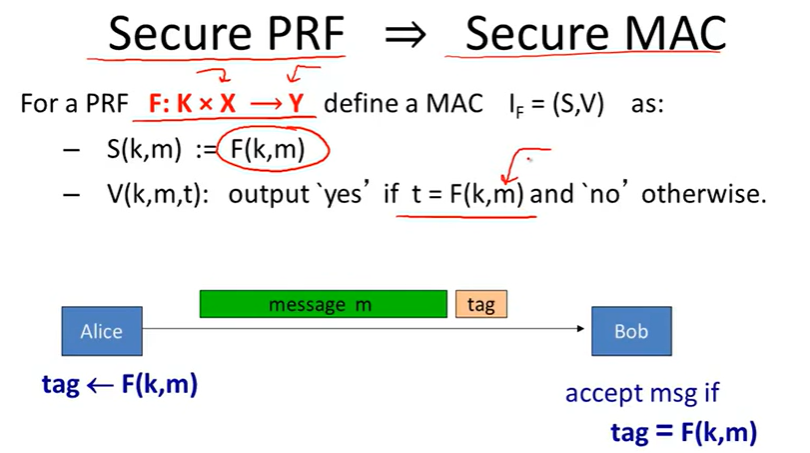 Secure PRF ⇒ Secure MAC
For a PRF F: K × X ⟶ Y define a MAC I_F = (S,V) as:
– S(k,m) := F(k,m)
– V(k,m,t): output `yes’ if t = F(k,m) and `no’ otherwise.
message m tag
Alice Bob
tag ← F(k,m)
accept msg if
tag = F(k,m)